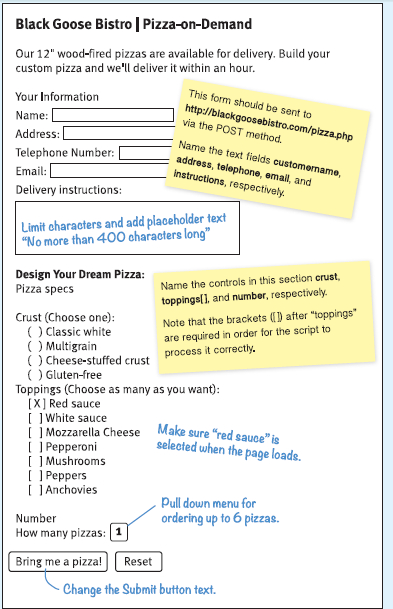 Black Goose Bistro | Pizza-on-Demand
Our 12" wood-fired pizzas are available for delivery. Build your
custom pizza and we'll deliver it within an hour.
Your Information
Name:
Address:
Telephone Number:
Email:
Delivery instructions:
This form should be sent to
http://blackgoosebistro.com/pizza.php
via the POST method.
Name the text fields customername,
address, telephone, email, and
instructions, respectively.
Limit characters and add placeholder text
“No more than 400 characters long”
Design Your Dream Pizza:
Pizza specs
Name the controls in this section crust,
toppings[], and number, respectively.
Note that the brackets ([]) after “toppings”
are required in order for the script to
process it correctly.
Crust (Choose one):
( ) Classic white
( ) Multigrain
( ) Cheese-stuffed crust
( ) Gluten-free
Toppings (Choose as many as you want):
[X] Red sauce
[ ] White sauce
[ ] Mozzarella Cheese
[ ] Pepperoni
[ ] Mushrooms
[ ] Peppers
[ ] Anchovies
Make sure “red sauce” is
selected when the page loads.
Number
How many pizzas: 1
Pull down menu for
ordering up to 6 pizzas.
Bring me a pizza! Reset
Change the Submit button text.